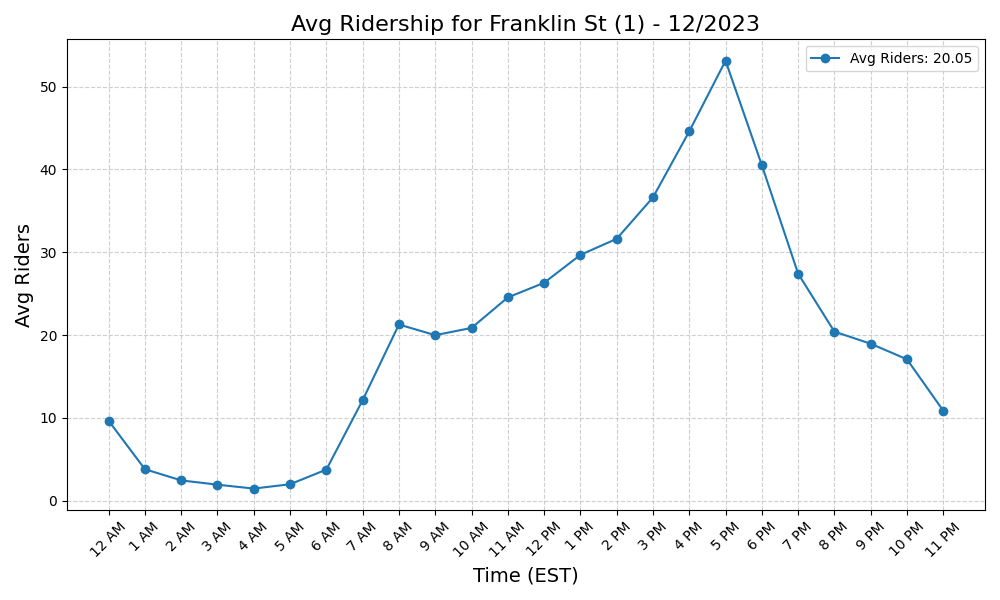 Avg Ridership for Franklin St (1) - 12/2023
Avg Riders: 20.05
Avg Riders
50
40
30
20
10
0
12 AM
1 AM
2 AM
3 AM
4 AM
5 AM
6 AM
7 AM
8 AM
9 AM
10 AM
11 AM
12 PM
1 PM
2 PM
3 PM
4 PM
5 PM
6 PM
7 PM
8 PM
9 PM
10 PM
11 PM
Time (EST)